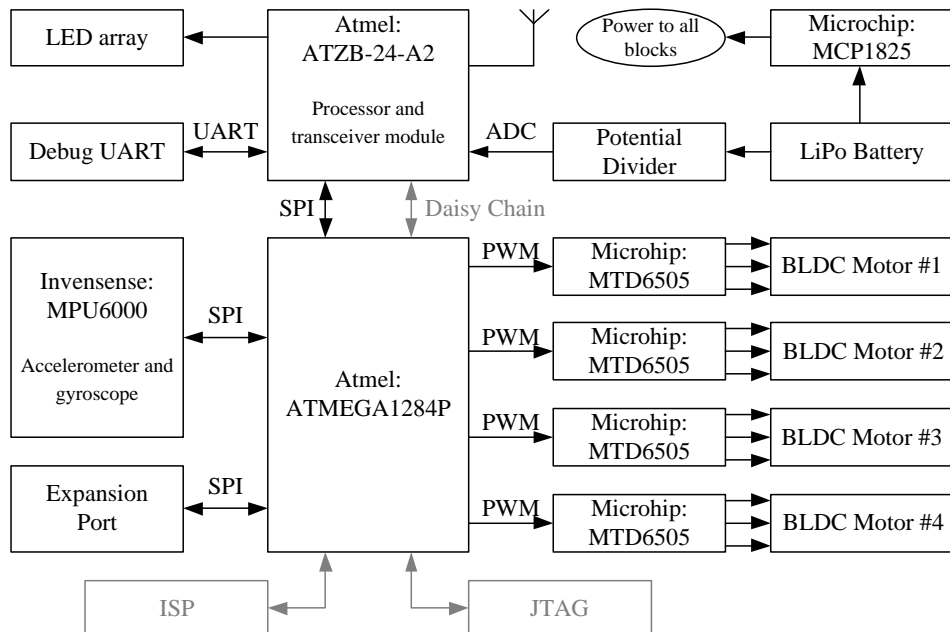 LED array
Atmel:
ATZB-24-A2
Processor and
transceiver module
Power to all
blocks
Microchip:
MCP1825
Debug UART
UART
ADC
Potential
Divider
LiPo Battery
SPI
Daisy Chain
Invensense:
MPU6000
Accelerometer and
gyroscope
SPI
Atmel:
ATMEGA1284P
PWM
Microhip:
MTD6505
BLDC Motor #1
PWM
Microhip:
MTD6505
BLDC Motor #2
PWM
Microhip:
MTD6505
BLDC Motor #3
Expansion
Port
SPI
PWM
Microhip:
MTD6505
BLDC Motor #4
ISP
JTAG